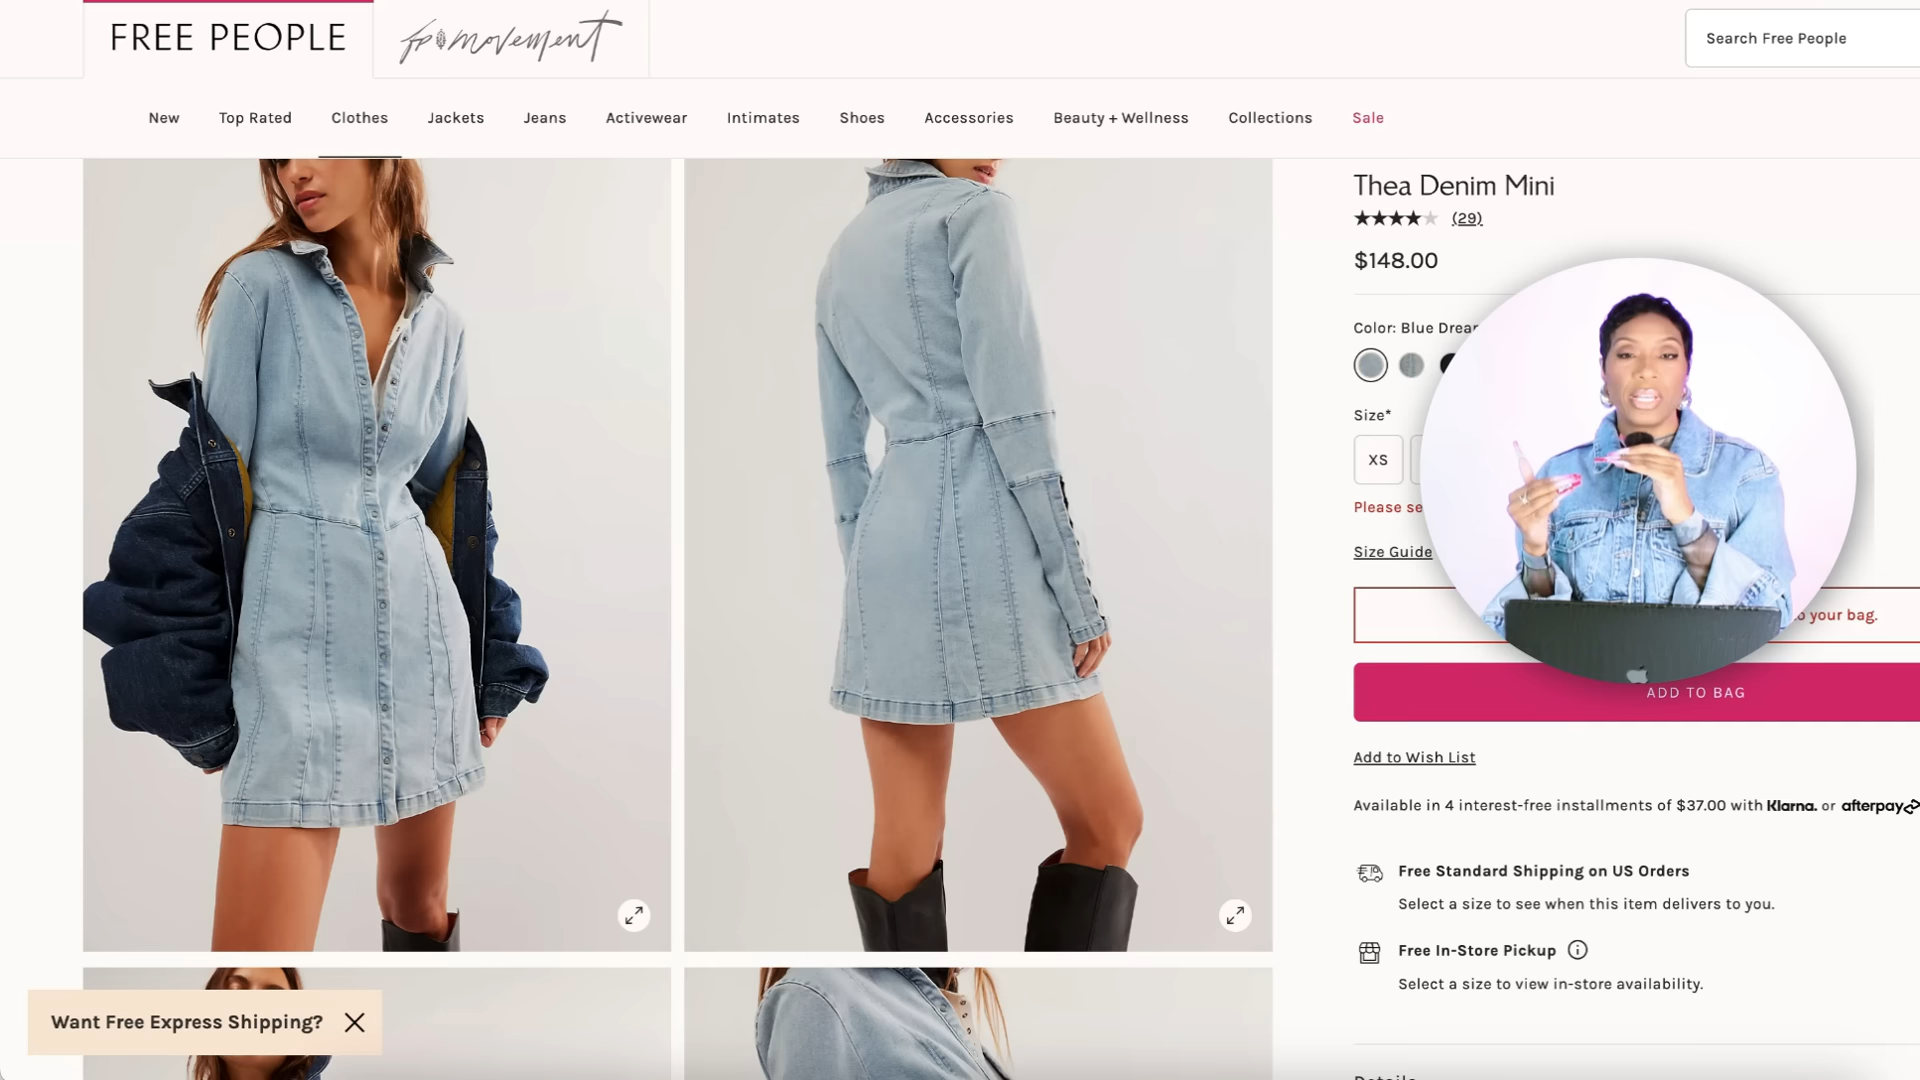 FREE PEOPLE
fp movement
Search Free People
New Top Rated Clothes Jackets Jeans Activewear Intimates Shoes Accessories Beauty + Wellness Collections Sale
Thea Denim Mini
(29)
$148.00
Color: Blue Drea
Size*
XS
Please se
Size Guide
your bag.
ADD TO BAG
Add to Wish List
Available in 4 interest-free installments of $37.00 with Klarna. or afterpay
Free Standard Shipping on US Orders
Select a size to see when this item delivers to you.
Free In-Store Pickup
Select a size to view in-store availability.
Want Free Express Shipping?
Details